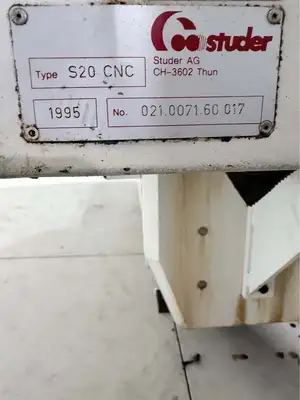 studer
Studer AG
CH-3602 Thun
Type S20 CNC
1995 No. 021.0071.60 017